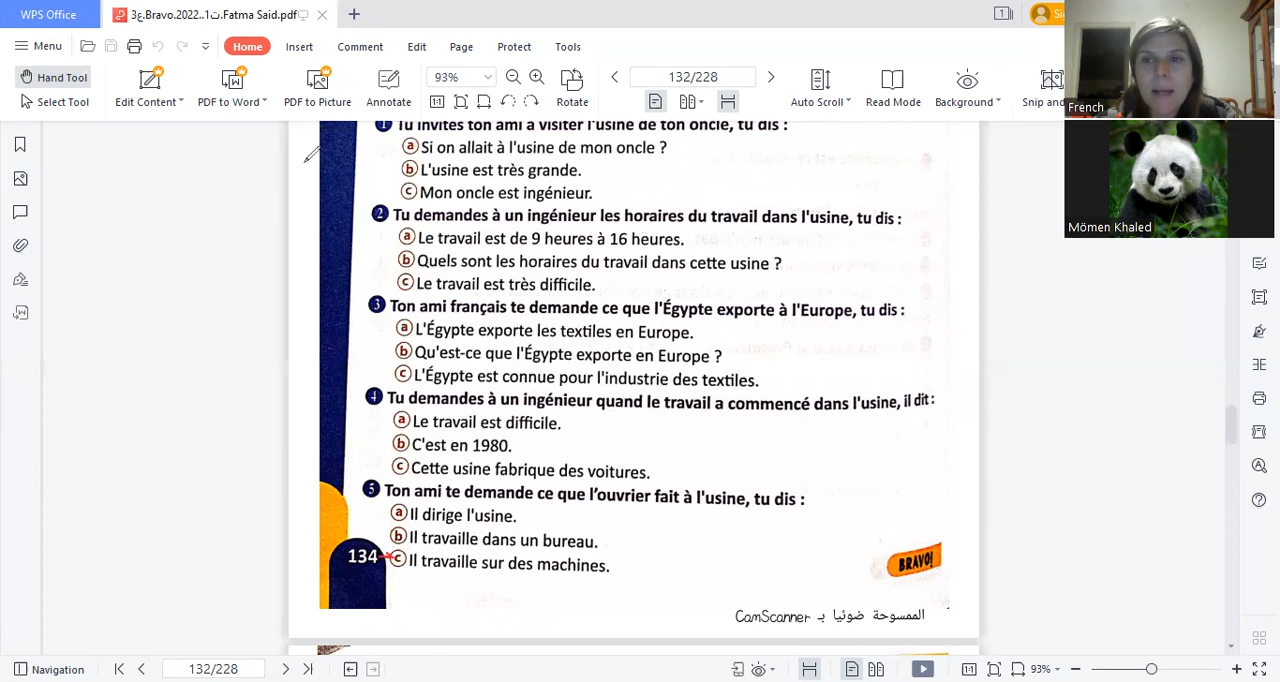 WPS Office
ع3.Bravo.2022..ت1.Fatma Said.pdf
Menu
Home
Insert
Comment
Edit
Page
Protect
Tools
Hand Tool
Select Tool
Edit Content
PDF to Word
PDF to Picture
Annotate
93%
Rotate
132/228
Auto Scroll
Read Mode
Background
Snip and
French
Mömen Khaled
1 Tu invites ton ami à visiter l'usine de ton oncle, tu dis :
a Si on allait à l'usine de mon oncle ?
b L'usine est très grande.
c Mon oncle est ingénieur.
2 Tu demandes à un ingénieur les horaires du travail dans l'usine, tu dis :
a Le travail est de 9 heures à 16 heures.
b Quels sont les horaires du travail dans cette usine ?
c Le travail est très difficile.
3 Ton ami français te demande ce que l'Égypte exporte à l'Europe, tu dis :
a L'Égypte exporte les textiles en Europe.
b Qu'est-ce que l'Égypte exporte en Europe ?
c L'Égypte est connue pour l'industrie des textiles.
4 Tu demandes à un ingénieur quand le travail a commencé dans l'usine, il dit :
a Le travail est difficile.
b C'est en 1980.
c Cette usine fabrique des voitures.
5 Ton ami te demande ce que l'ouvrier fait à l'usine, tu dis :
a Il dirige l'usine.
b Il travaille dans un bureau.
c Il travaille sur des machines.
134
BRAVO!
الممسوحة ضوئيا بـ CamScanner
Navigation
132/228
93%